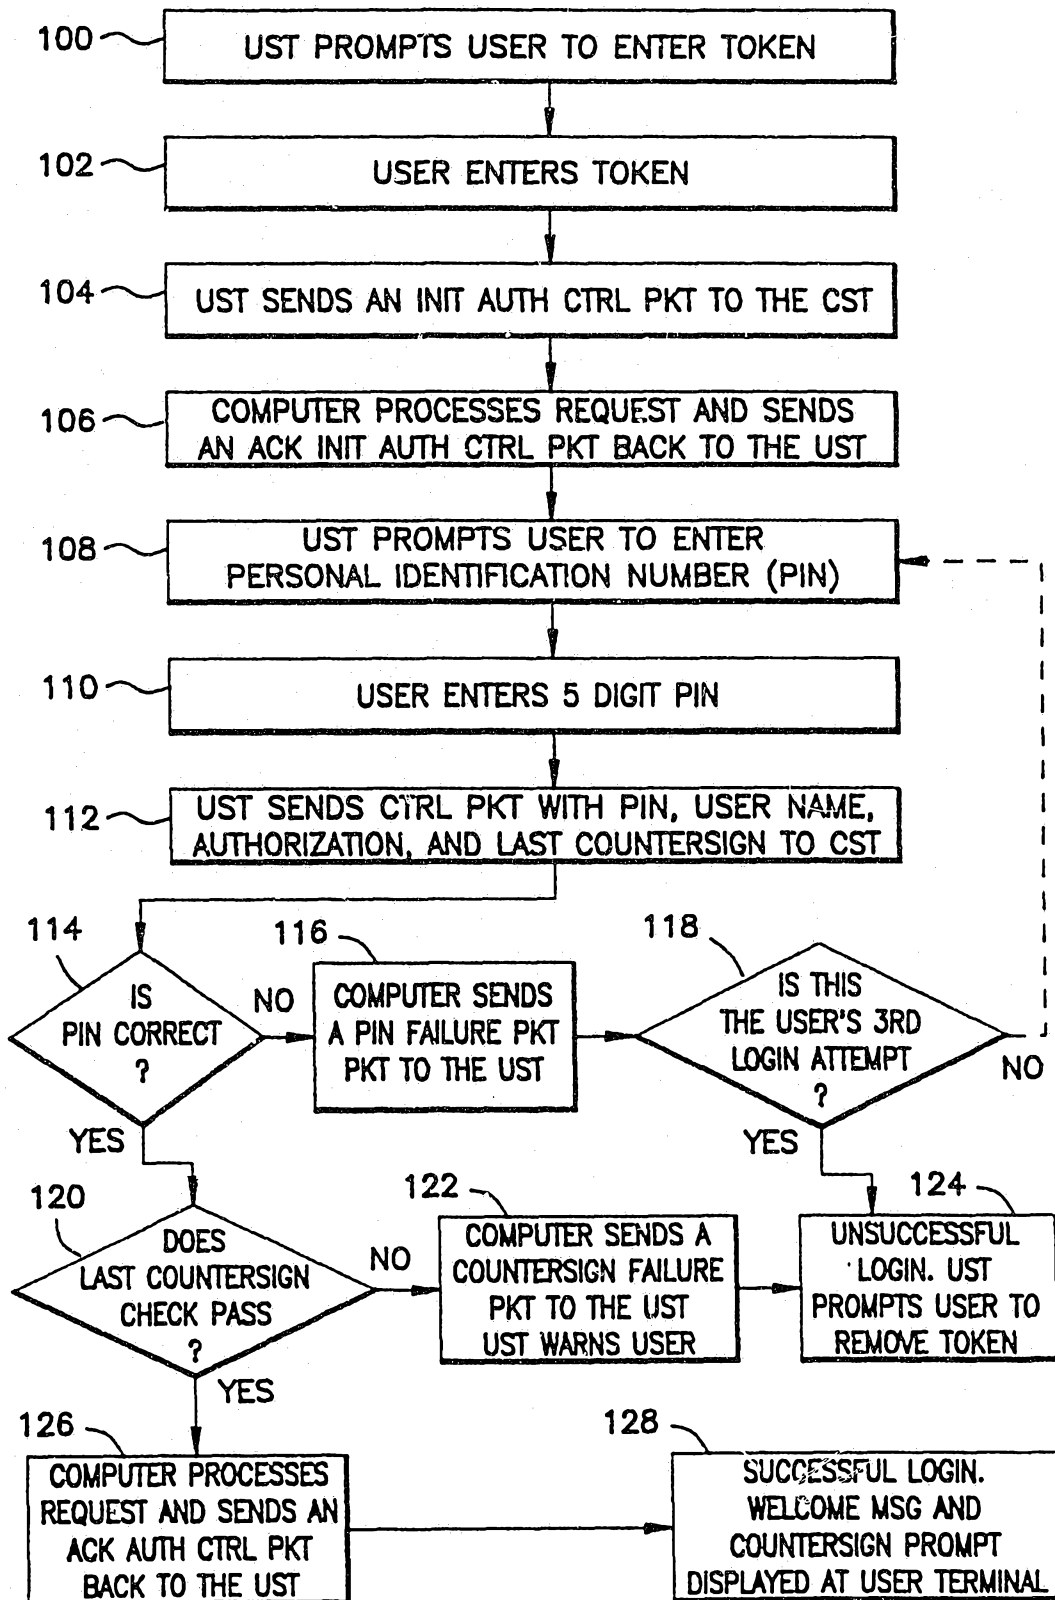 100
UST PROMPTS USER TO ENTER TOKEN
102
USER ENTERS TOKEN
104
UST SENDS AN INIT AUTH CTRL PKT TO THE CST
106
COMPUTER PROCESSES REQUEST AND SENDS
AN ACK INIT AUTH CTRL PKT BACK TO THE UST
108
UST PROMPTS USER TO ENTER
PERSONAL IDENTIFICATION NUMBER (PIN)
110
USER ENTERS 5 DIGIT PIN
112
UST SENDS CTRL PKT WITH PIN, USER NAME,
AUTHORIZATION, AND LAST COUNTERSIGN TO CST
114
IS
PIN CORRECT
?
NO
YES
116
COMPUTER SENDS
A PIN FAILURE PKT
PKT TO THE UST
118
IS THIS
THE USER'S 3RD
LOGIN ATTEMPT
?
NO
YES
120
DOES
LAST COUNTERSIGN
CHECK PASS
?
NO
YES
122
COMPUTER SENDS A
COUNTERSIGN FAILURE
PKT TO THE UST
UST WARNS USER
124
UNSUCCESSFUL
LOGIN. UST
PROMPTS USER TO
REMOVE TOKEN
126
COMPUTER PROCESSES
REQUEST AND SENDS AN
ACK AUTH CTRL PKT
BACK TO THE UST
128
SUCCESSFUL LOGIN.
WELCOME MSG AND
COUNTERSIGN PROMPT
DISPLAYED AT USER TERMINAL